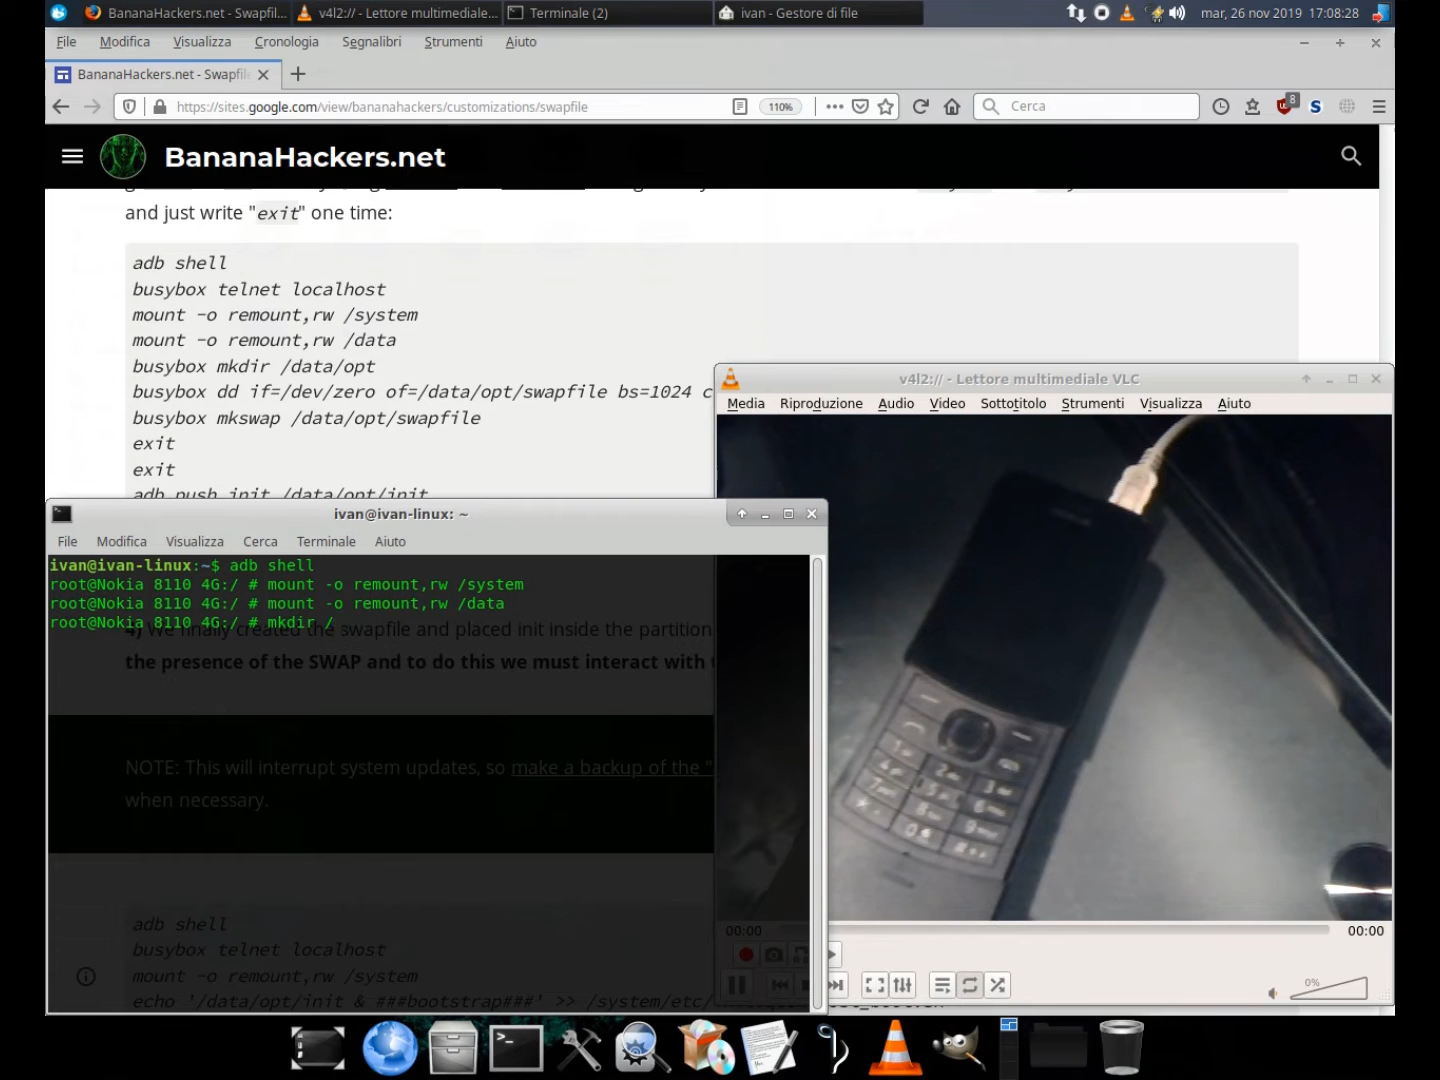 BananaHackers.net - Swapfil...
v4l2:// - Lettore multimediale...
Terminale (2)
ivan - Gestore di file
mar, 26 nov 2019 17:08:28
File Modifica Visualizza Cronologia Segnalibri Strumenti Aiuto
BananaHackers.net - Swapfil
https://sites.google.com/view/bananahackers/customizations/swapfile
110%
Cerca
8
S
BananaHackers.net
and just write "exit" one time:
adb shell
busybox telnet localhost
mount -o remount,rw /system
mount -o remount,rw /data
busybox mkdir /data/opt
busybox dd if=/dev/zero of=/data/opt/swapfile bs=1024 c
busybox mkswap /data/opt/swapfile
exit
exit
adb push init /data/opt/init
v4l2:// - Lettore multimediale VLC
Media Riproduzione Audio Video Sottotitolo Strumenti Visualizza Aiuto
ivan@ivan-linux: ~
File Modifica Visualizza Cerca Terminale Aiuto
ivan@ivan-linux:~$ adb shell
root@Nokia 8110 4G:/ # mount -o remount,rw /system
root@Nokia 8110 4G:/ # mount -o remount,rw /data
root@Nokia 8110 4G:/ # mkdir /
4) We finally created the swapfile and placed init inside the partition
the presence of the SWAP and to do this we must interact with
NOTE: This will interrupt system updates, so make a backup of the "
when necessary.
adb shell
busybox telnet localhost
mount -o remount,rw /system
echo '/data/opt/init & ###bootstrap###' >> /system/etc/
00:00
00:00
0%